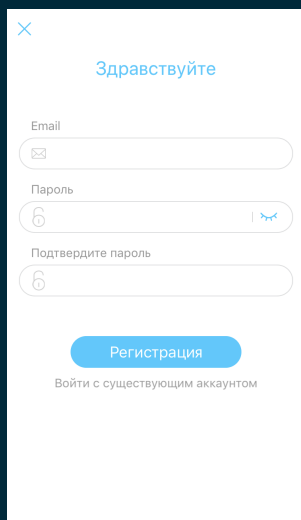 Здравствуйте
Email
Пароль
Подтвердите пароль
Регистрация
Войти с существующим аккаунтом